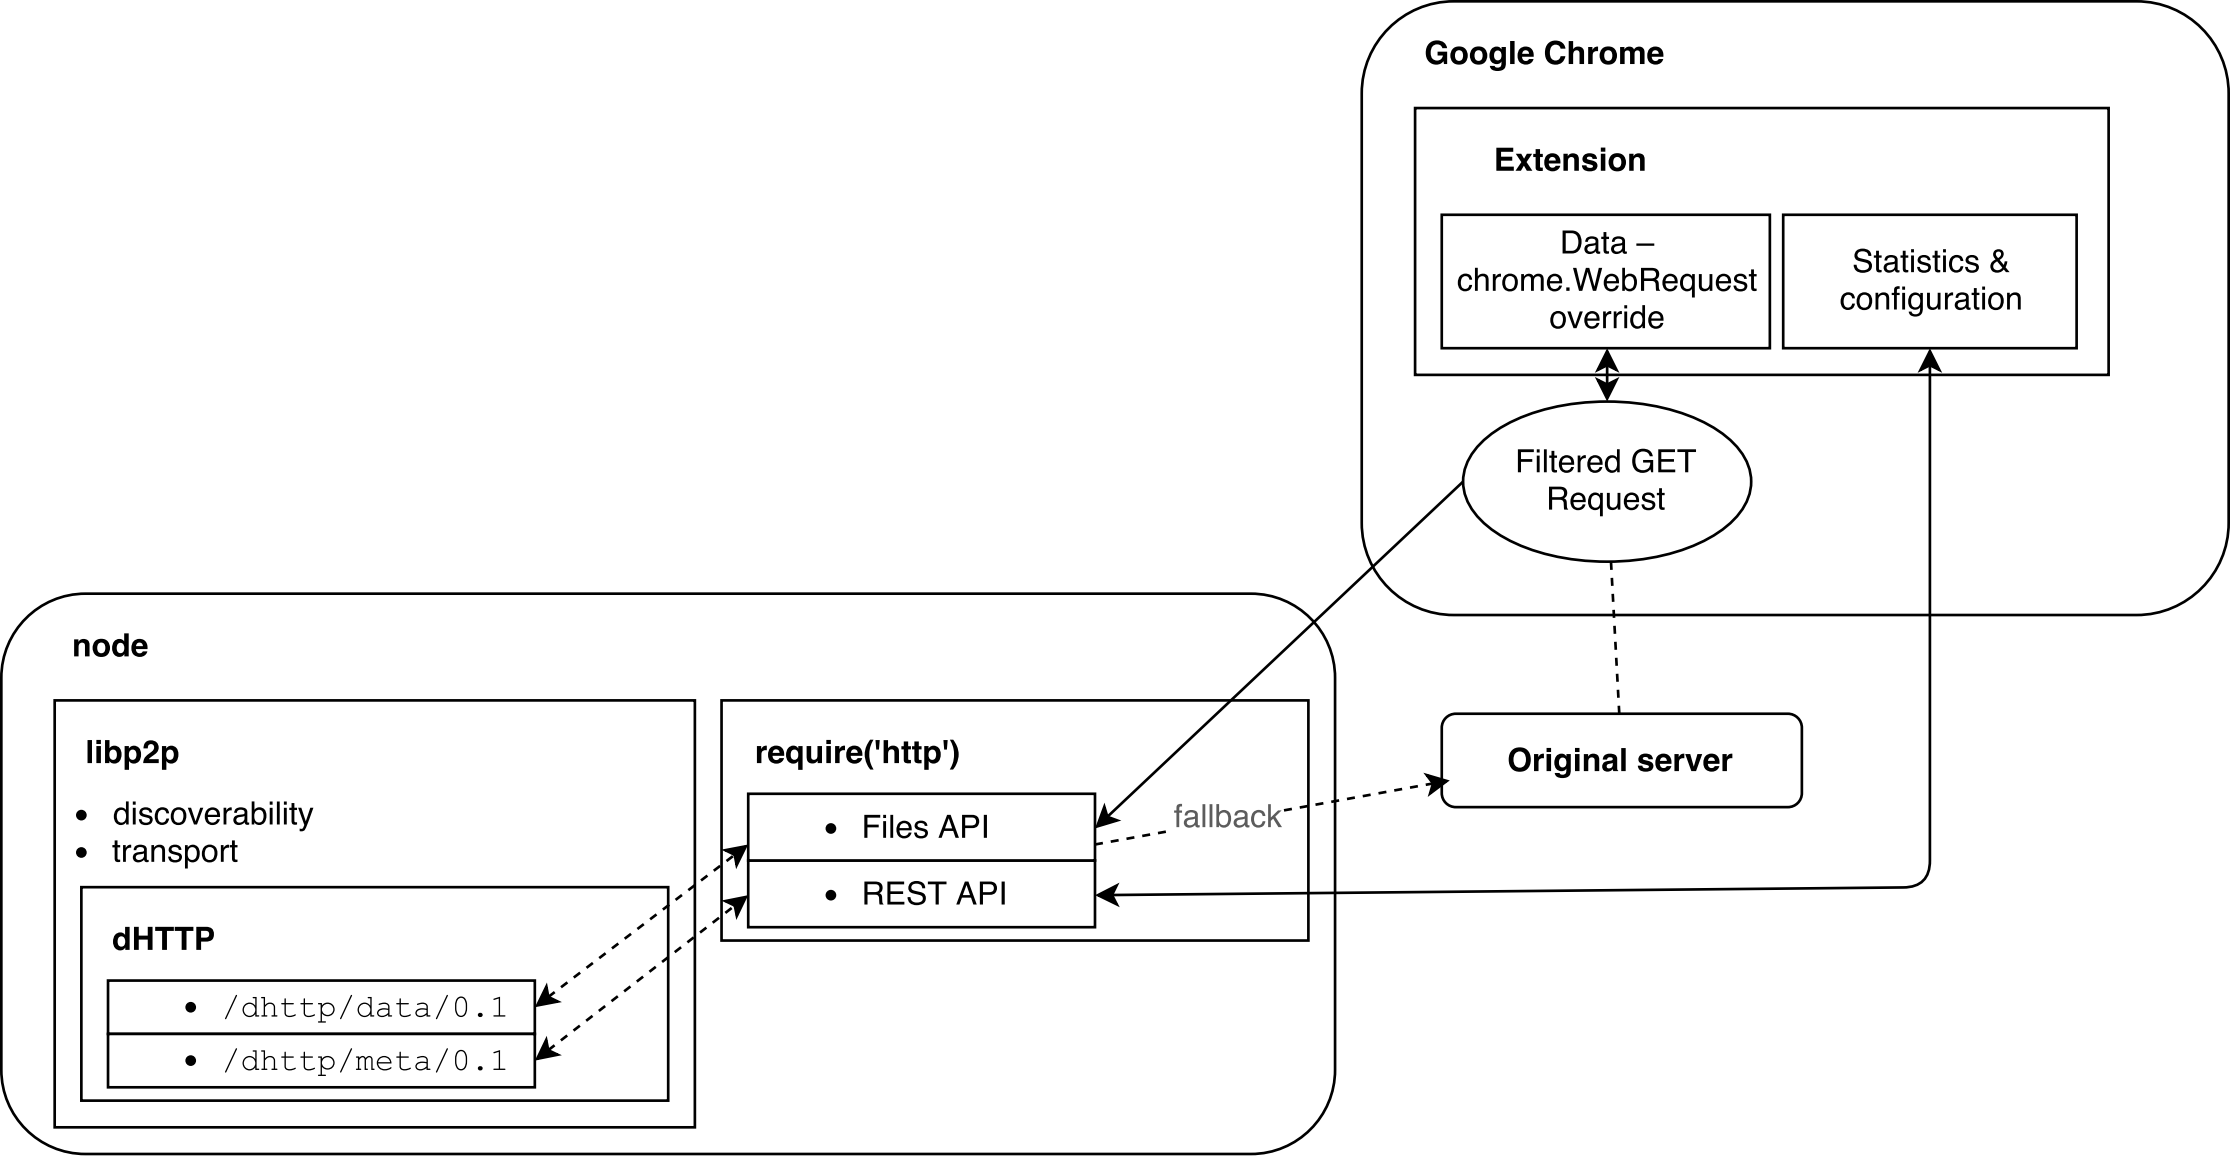 Google Chrome
Extension
Data –
chrome.WebRequest
override
Statistics &
configuration
Filtered GET
Request
node
libp2p
• discoverability
• transport
dHTTP
• /dhttp/data/0.1
• /dhttp/meta/0.1
require('http')
• Files API
• REST API
fallback
Original server